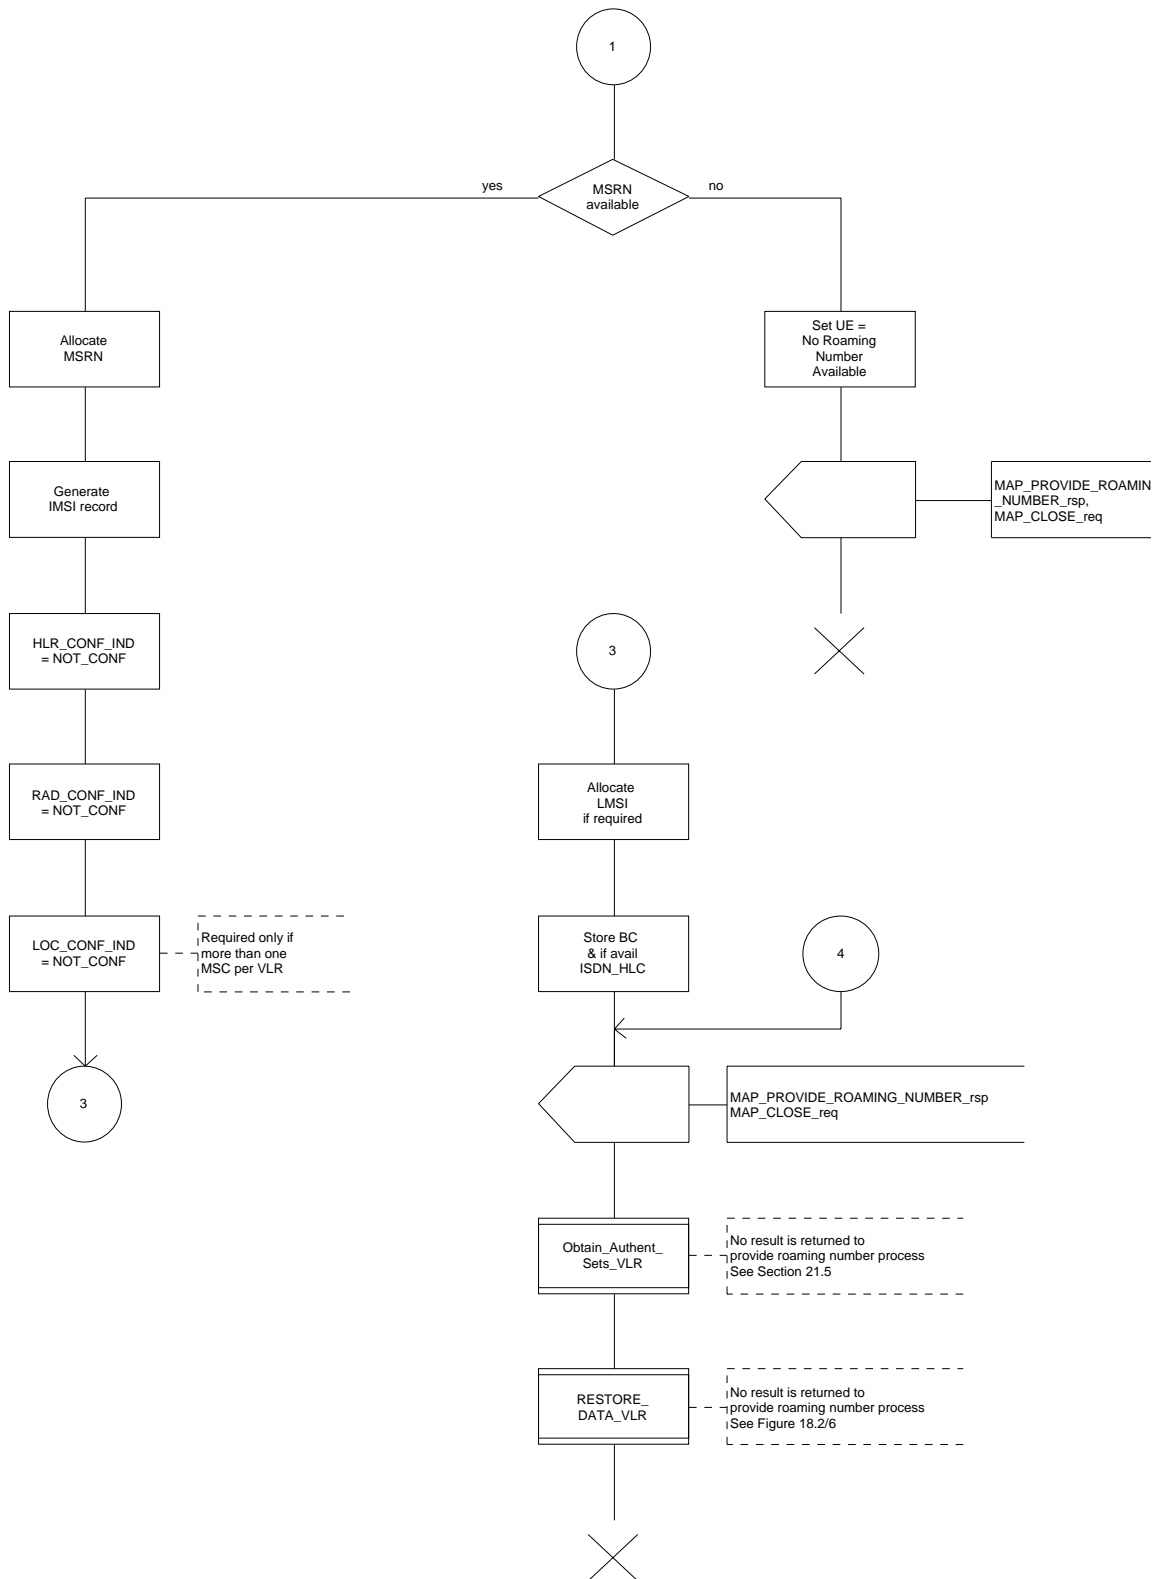 1
yes
MSRN
available
no
Allocate
MSRN
Set UE =
No Roaming
Number
Available
Generate
IMSI record
MAP_PROVIDE_ROAMIN
_NUMBER_rsp,
MAP_CLOSE_req
HLR_CONF_IND
= NOT_CONF
3
RAD_CONF_IND
= NOT_CONF
Allocate
LMSI
if required
LOC_CONF_IND
= NOT_CONF
Required only if
more than one
MSC per VLR
Store BC
& if avail
ISDN_HLC
4
3
MAP_PROVIDE_ROAMING_NUMBER_rsp
MAP_CLOSE_req
Obtain_Authent_
Sets_VLR
No result is returned to
provide roaming number process
See Section 21.5
RESTORE_
DATA_VLR
No result is returned to
provide roaming number process
See Figure 18.2/6